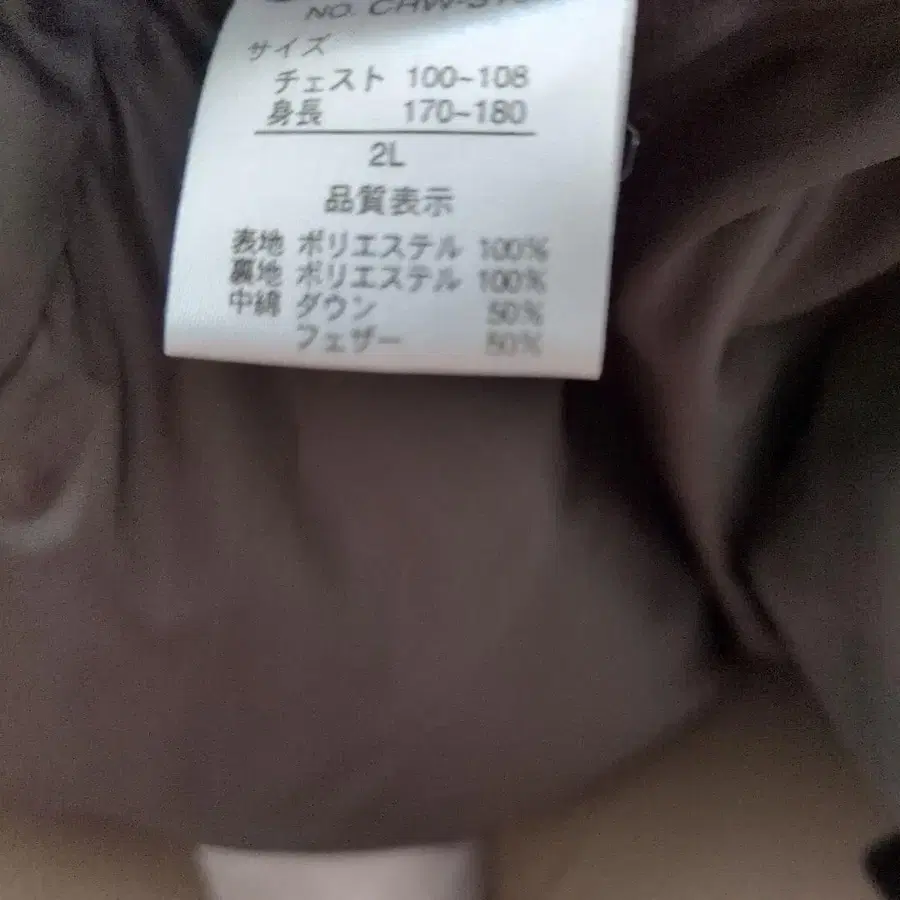 NO.
サイズ
チェスト 100~108
身長 170~180
2L
品質表示
表地 ポリエステル 100%
裏地 ポリエステル 100%
中綿 ダウン 50%
フェザー 50%